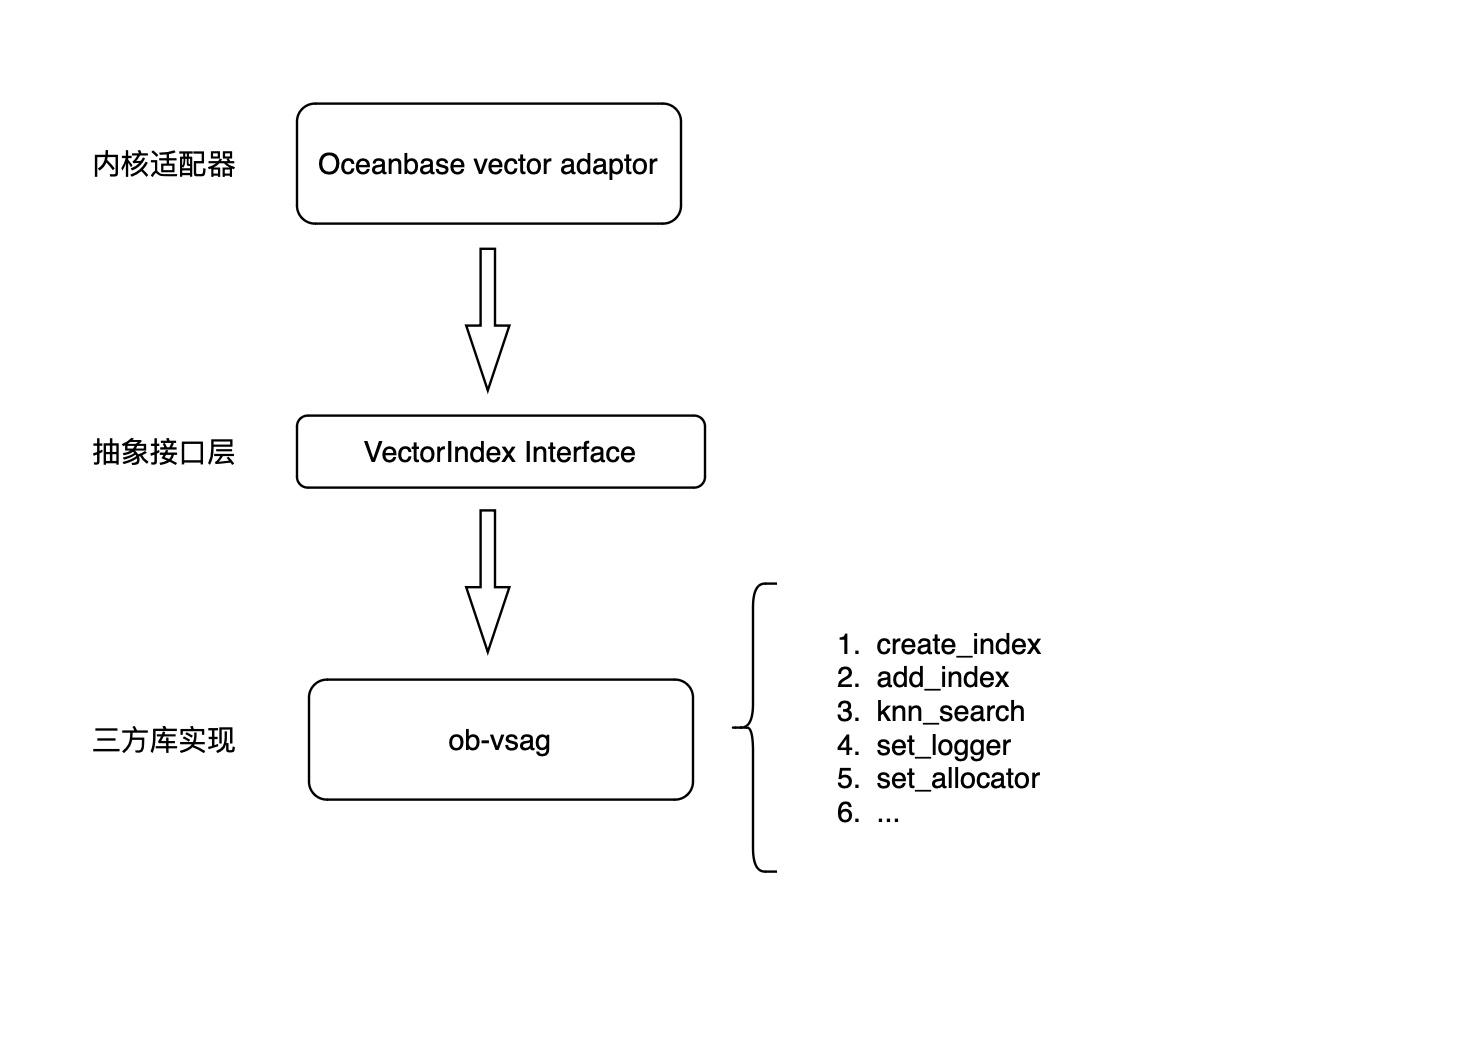 内核适配器
Oceanbase vector adaptor
抽象接口层
VectorIndex Interface
三方库实现
ob-vsag
1. create_index
2. add_index
3. knn_search
4. set_logger
5. set_allocator
6. ...